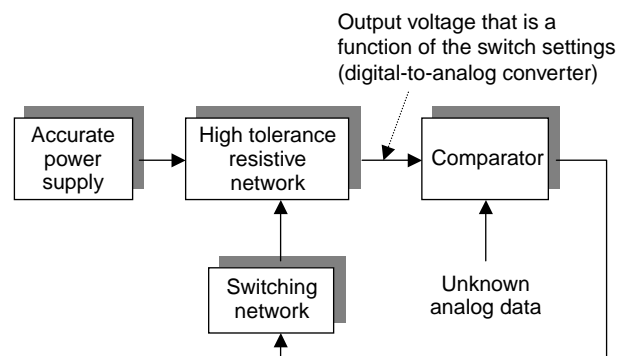 Output voltage that is a
function of the switch settings
(digital-to-analog converter)
Accurate
power
supply
High tolerance
resistive
network
Comparator
Switching
network
Unknown
analog data